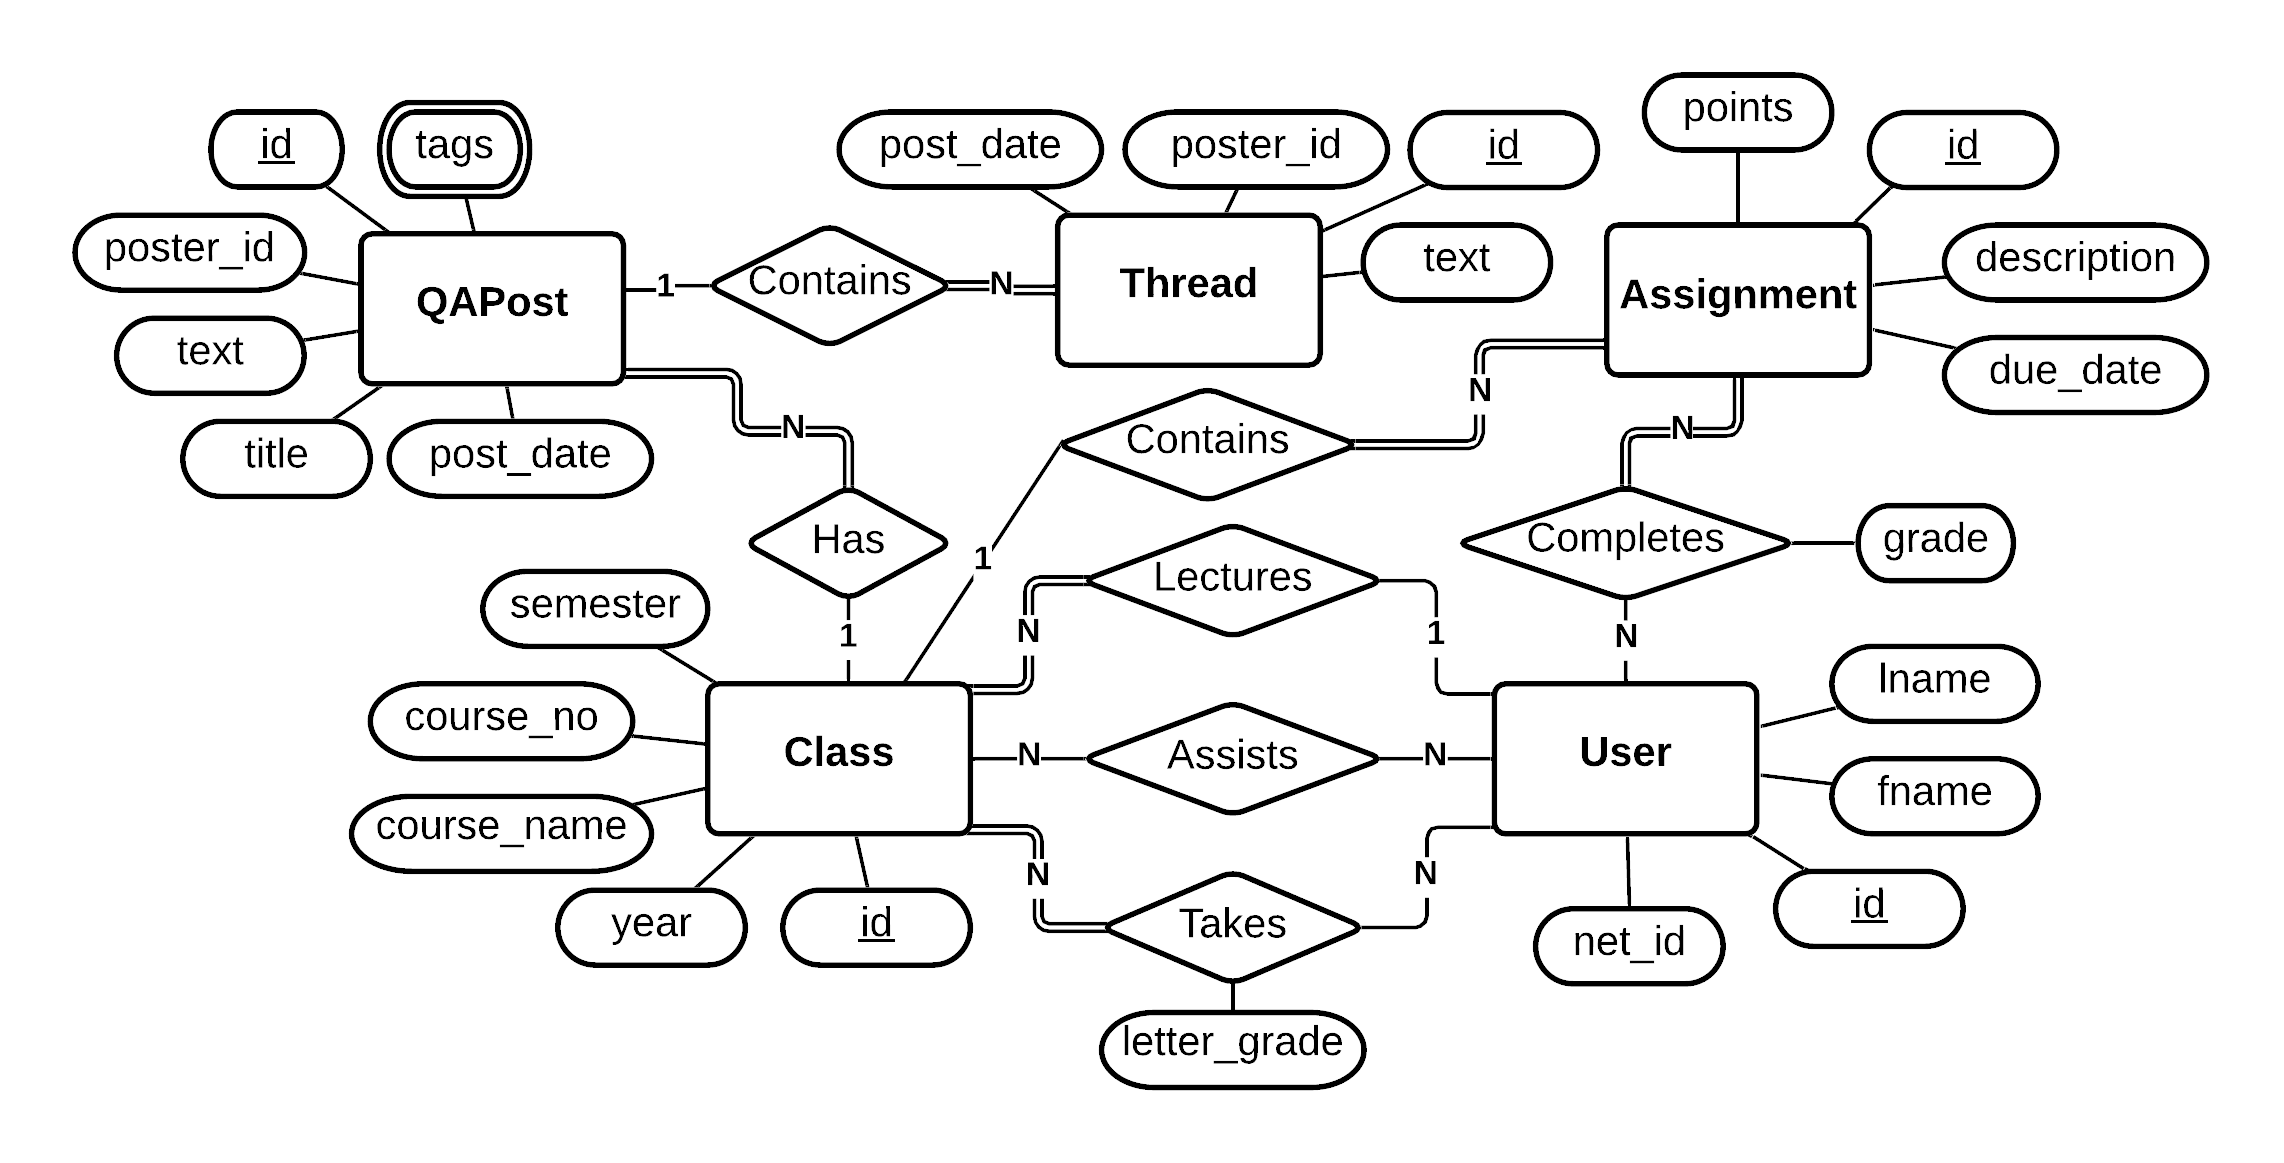 points
id
tags
post_date
poster_id
id
id
poster_id
text
description
QAPost
1
Contains
N
Thread
Assignment
text
due_date
title
post_date
N
Contains
N
N
Has
1
Completes
grade
semester
1
Lectures
N
1
N
lname
course_no
Class
N
Assists
N
User
fname
course_name
N
N
year
id
Takes
net_id
id
letter_grade